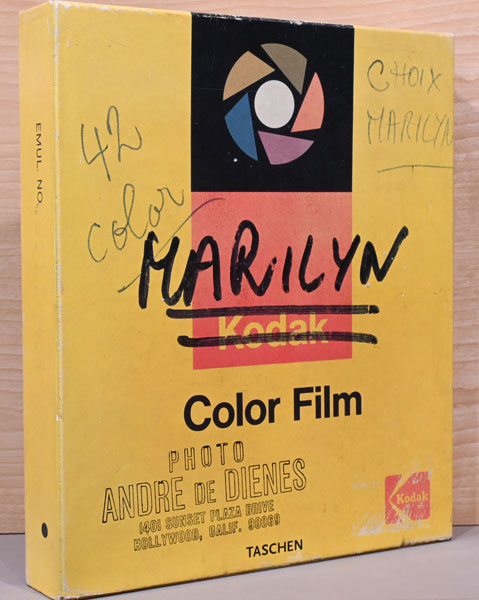 EMUL. NO.
42
color
CHOIX
MARILYN
MARILYN
Kodak
Color Film
PHOTO
ANDRE DE DIENES
1401 SUNSET PLAZA DRIVE
HOLLYWOOD, CALIF. 90069
Kodak
TASCHEN